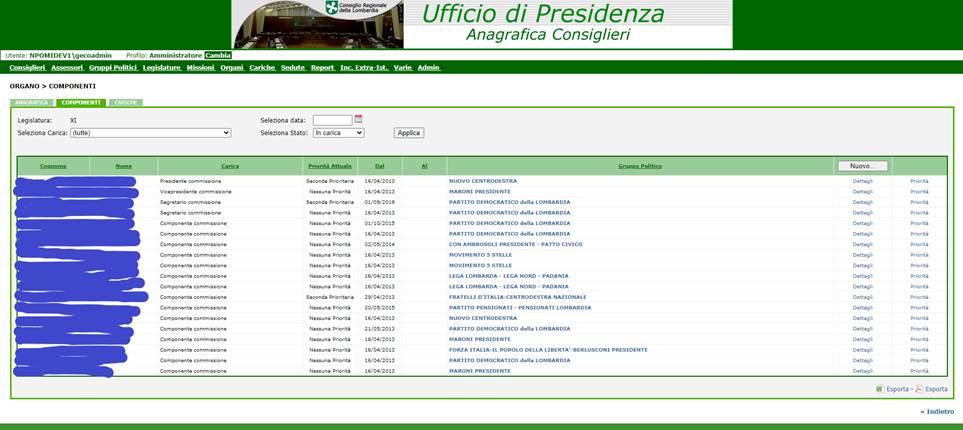 Consiglio Regionale
della Lombardia
Ufficio di Presidenza
Anagrafica Consiglieri
Utente: NPOMIDEV1\gecoadmin Profilo: Amministratore Cambia
Consiglieri Assessori Gruppi Politici Legislature Missioni Organi Cariche Sedute Report Inc. Extra-Ist. Varie Admin
ORGANO > COMPONENTI
ANAGRAFICA COMPONENTI CARICHE
Legislatura: XI Seleziona data:
Seleziona Carica: (tutte) Seleziona Stato: In carica Applica
Cognome Nome Carica Priorità Attuale Dal Al Gruppo Politico Nuovo...
Presidente commissione Seconda Prioritaria 16/04/2013 NUOVO CENTRODESTRA Dettagli Priorità
Vicepresidente commissione Nessuna Priorità 16/04/2013 MARONI PRESIDENTE Dettagli Priorità
Segretario commissione Seconda Prioritaria 01/09/2019 PARTITO DEMOCRATICO della LOMBARDIA Dettagli Priorità
Segretario commissione Nessuna Priorità 16/04/2013 PARTITO DEMOCRATICO della LOMBARDIA Dettagli Priorità
Componente commissione Nessuna Priorità 01/10/2015 PARTITO DEMOCRATICO della LOMBARDIA Dettagli Priorità
Componente commissione Nessuna Priorità 16/04/2013 PARTITO DEMOCRATICO della LOMBARDIA Dettagli Priorità
Componente commissione Nessuna Priorità 02/05/2014 CON AMBROSOLI PRESIDENTE - PATTO CIVICO Dettagli Priorità
Componente commissione Nessuna Priorità 16/04/2013 MOVIMENTO 5 STELLE Dettagli Priorità
Componente commissione Nessuna Priorità 16/04/2013 MOVIMENTO 5 STELLE Dettagli Priorità
Componente commissione Nessuna Priorità 16/04/2013 LEGA LOMBARDA - LEGA NORD - PADANIA Dettagli Priorità
Componente commissione Nessuna Priorità 16/04/2013 LEGA LOMBARDA - LEGA NORD - PADANIA Dettagli Priorità
Componente commissione Seconda Prioritaria 29/04/2013 FRATELLI D'ITALIA-CENTRODESTRA NAZIONALE Dettagli Priorità
Componente commissione Nessuna Priorità 20/05/2015 PARTITO PENSIONATI - PENSIONATI LOMBARDIA Dettagli Priorità
Componente commissione Nessuna Priorità 16/04/2013 NUOVO CENTRODESTRA Dettagli Priorità
Componente commissione Nessuna Priorità 21/05/2013 PARTITO DEMOCRATICO della LOMBARDIA Dettagli Priorità
Componente commissione Nessuna Priorità 16/04/2013 MARONI PRESIDENTE Dettagli Priorità
Componente commissione Nessuna Priorità 16/04/2013 FORZA ITALIA-IL POPOLO DELLA LIBERTA'-BERLUSCONI PRESIDENTE Dettagli Priorità
Componente commissione Nessuna Priorità 16/04/2013 PARTITO DEMOCRATICO della LOMBARDIA Dettagli Priorità
Componente commissione Nessuna Priorità 16/04/2013 MARONI PRESIDENTE Dettagli Priorità
Esporta - Esporta
« Indietro